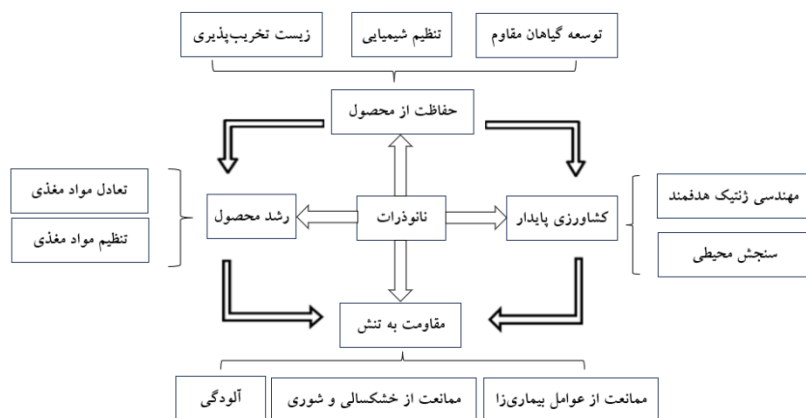 توسعه گیاهان مقاوم
تنظیم شیمیایی
زیست تخریب‌پذیری
حفاظت از محصول
مهندسی ژنتیک هدفمند
سنجش محیطی
کشاورزی پایدار
نانوذرات
رشد محصول
تعادل مواد مغذی
تنظیم مواد مغذی
مقاومت به تنش
ممانعت از عوامل بیماری‌زا
ممانعت از خشکسالی و شوری
آلودگی